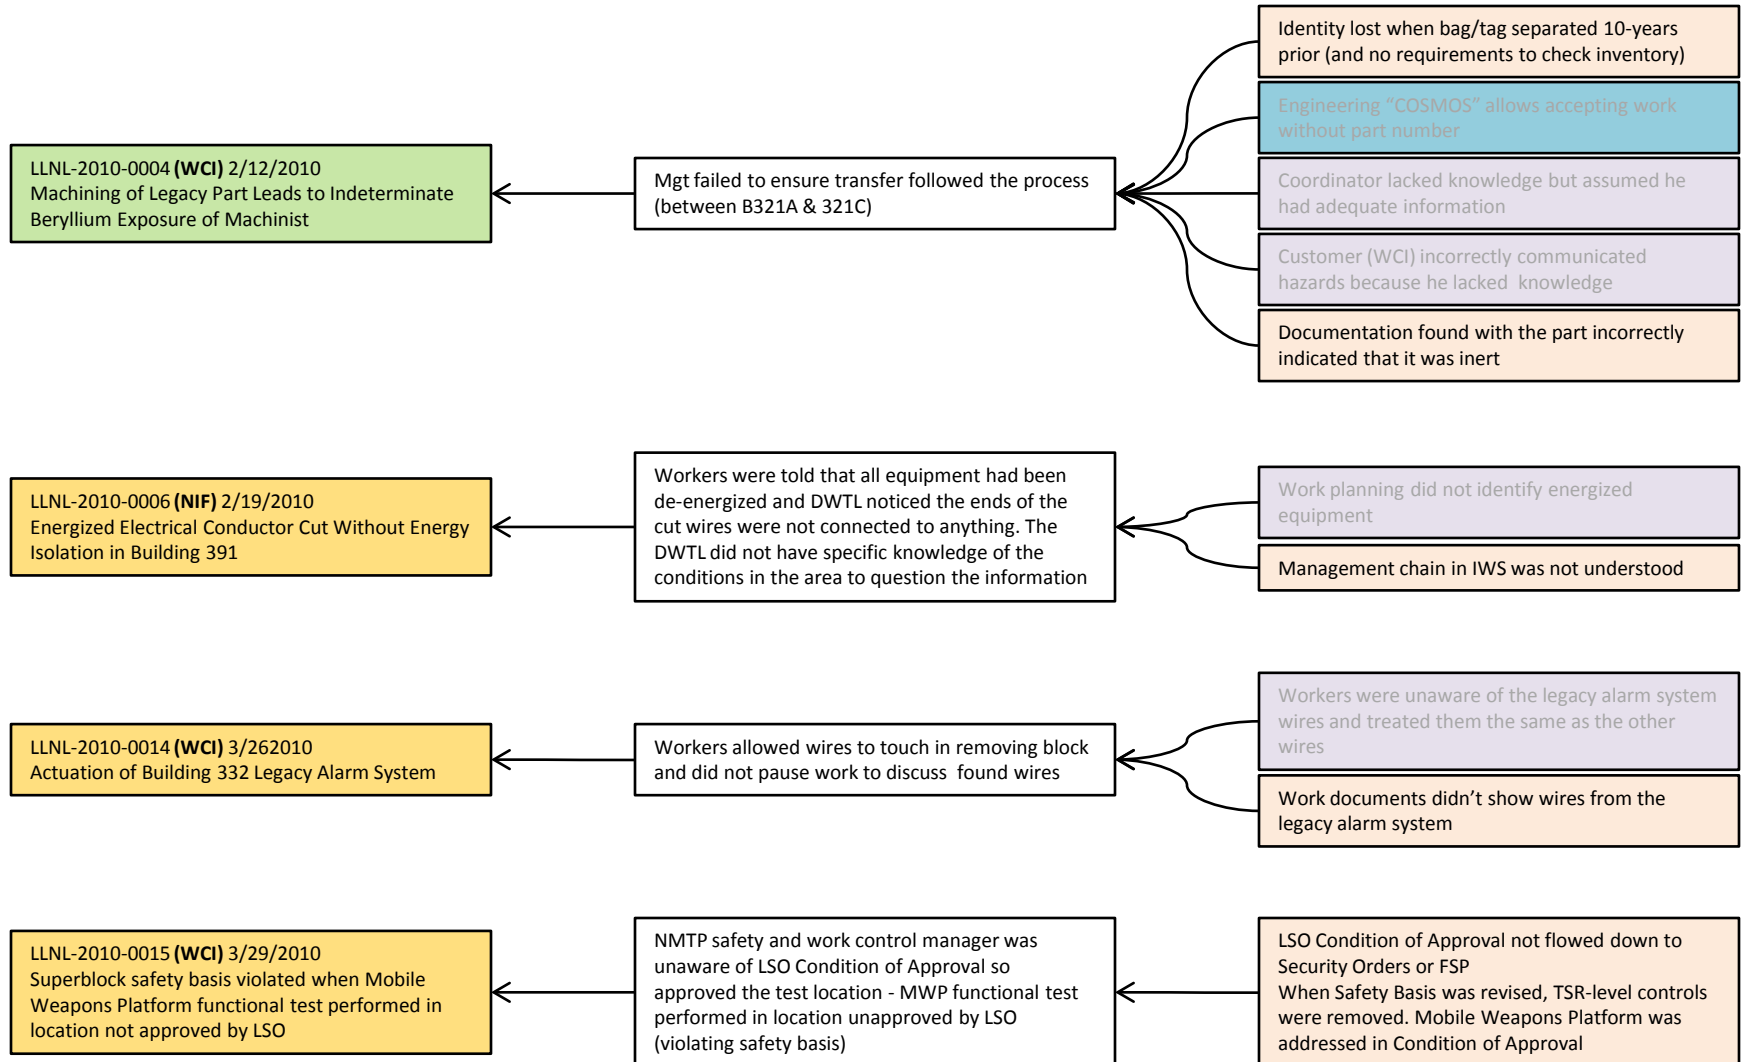 LLNL-2010-0004 (WCI) 2/12/2010
Machining of Legacy Part Leads to Indeterminate
Beryllium Exposure of Machinist
Mgt failed to ensure transfer followed the process
(between B321A & 321C)
Identity lost when bag/tag separated 10-years
prior (and no requirements to check inventory)
Engineering “COSMOS” allows accepting work
without part number
Coordinator lacked knowledge but assumed he
had adequate information
Customer (WCI) incorrectly communicated
hazards because he lacked  knowledge
Documentation found with the part incorrectly
indicated that it was inert
LLNL-2010-0006 (NIF) 2/19/2010
Energized Electrical Conductor Cut Without Energy
Isolation in Building 391
Workers were told that all equipment had been
de-energized and DWTL noticed the ends of the
cut wires were not connected to anything. The
DWTL did not have specific knowledge of the
conditions in the area to question the information
Work planning did not identify energized
equipment
Management chain in IWS was not understood
LLNL-2010-0014 (WCI) 3/262010
Actuation of Building 332 Legacy Alarm System
Workers allowed wires to touch in removing block
and did not pause work to discuss  found wires
Workers were unaware of the legacy alarm system
wires and treated them the same as the other
wires
Work documents didn’t show wires from the
legacy alarm system
LLNL-2010-0015 (WCI) 3/29/2010
Superblock safety basis violated when Mobile
Weapons Platform functional test performed in
location not approved by LSO
NMTP safety and work control manager was
unaware of LSO Condition of Approval so
approved the test location - MWP functional test
performed in location unapproved by LSO
(violating safety basis)
LSO Condition of Approval not flowed down to
Security Orders or FSP
When Safety Basis was revised, TSR-level controls
were removed. Mobile Weapons Platform was
addressed in Condition of Approval